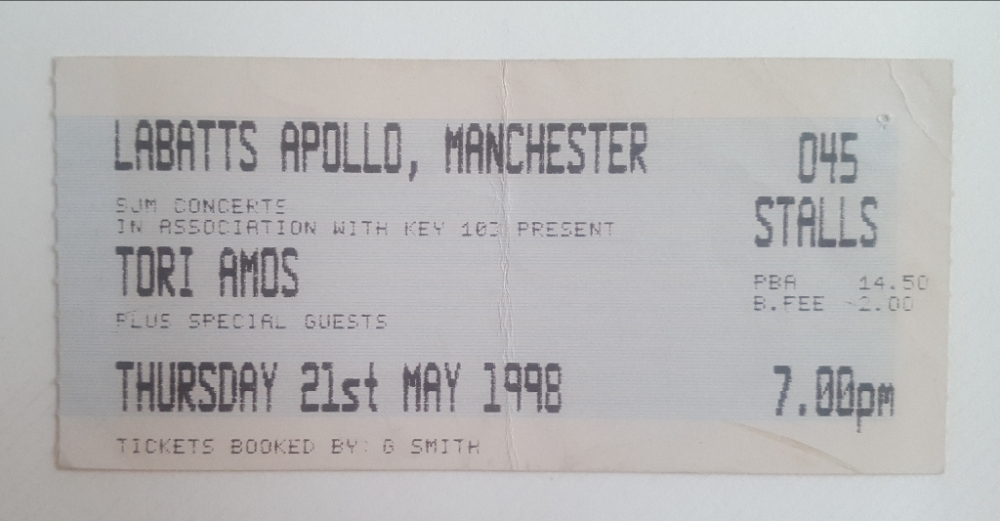 LABATTS APOLLO, MANCHESTER
SJM CONCERTS
IN ASSOCIATION WITH KEY 103 PRESENT
TORI AMOS
PLUS SPECIAL GUESTS
THURSDAY 21st MAY 1998
TICKETS BOOKED BY: G SMITH
045
STALLS
PBA 14.50
B.FEE 2.00
7.00pm